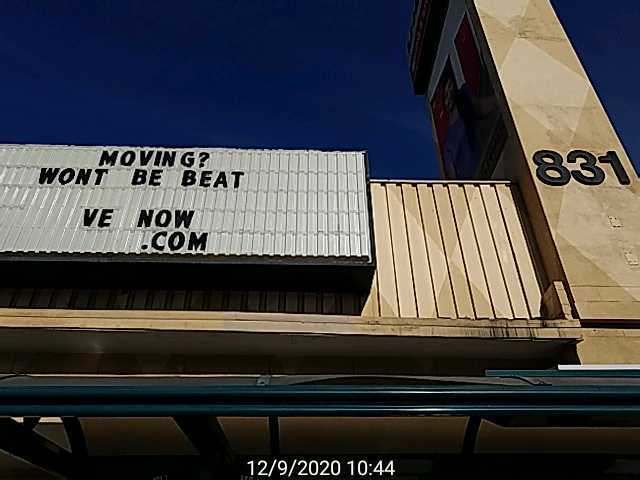 MOVING?
WONT BE BEAT
VE NOW
.COM
831
12/9/2020 10:44